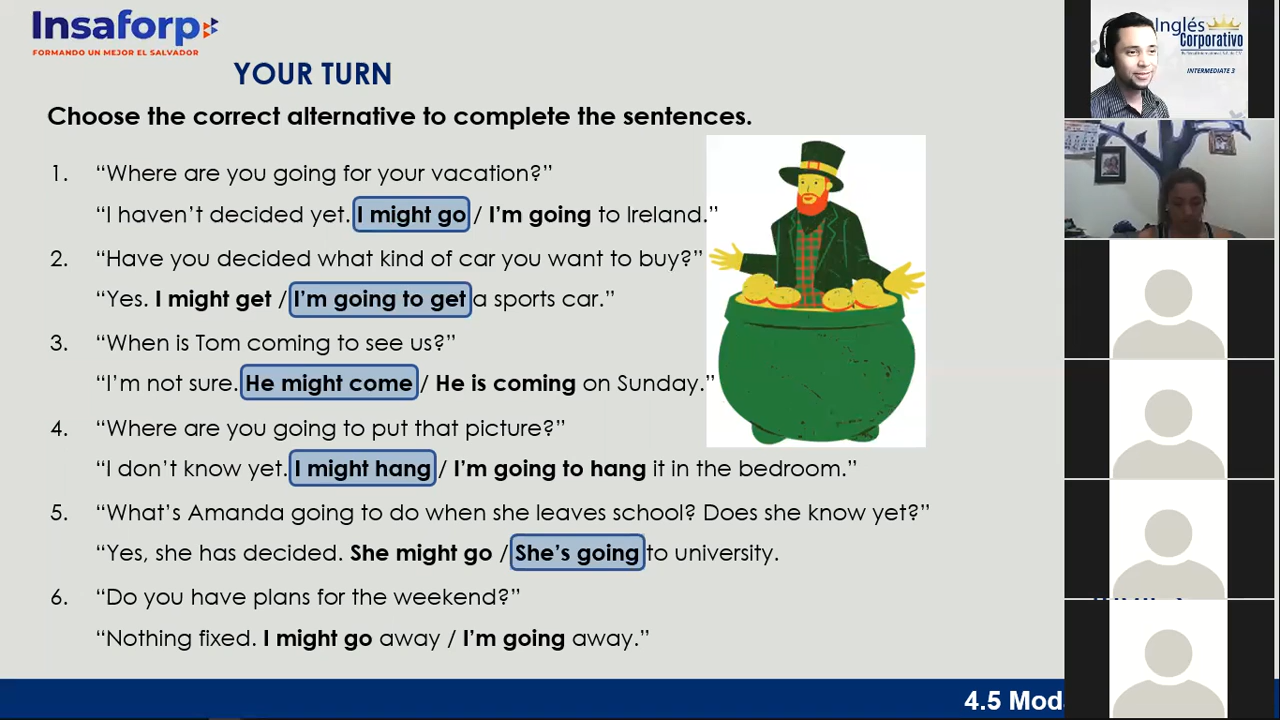 Insaforp
FORMANDO UN MEJOR EL SALVADOR
YOUR TURN
Choose the correct alternative to complete the sentences.
1. “Where are you going for your vacation?”
“I haven’t decided yet. I might go / I’m going to Ireland.”
2. “Have you decided what kind of car you want to buy?”
“Yes. I might get / I’m going to get a sports car.”
3. “When is Tom coming to see us?”
“I’m not sure. He might come / He is coming on Sunday.”
4. “Where are you going to put that picture?”
“I don’t know yet. I might hang / I’m going to hang it in the bedroom.”
5. “What’s Amanda going to do when she leaves school? Does she know yet?”
“Yes, she has decided. She might go / She’s going to university.
6. “Do you have plans for the weekend?”
“Nothing fixed. I might go away / I’m going away.”
4.5 Mod
Inglés
Corporativo
INTERMEDIATE 3